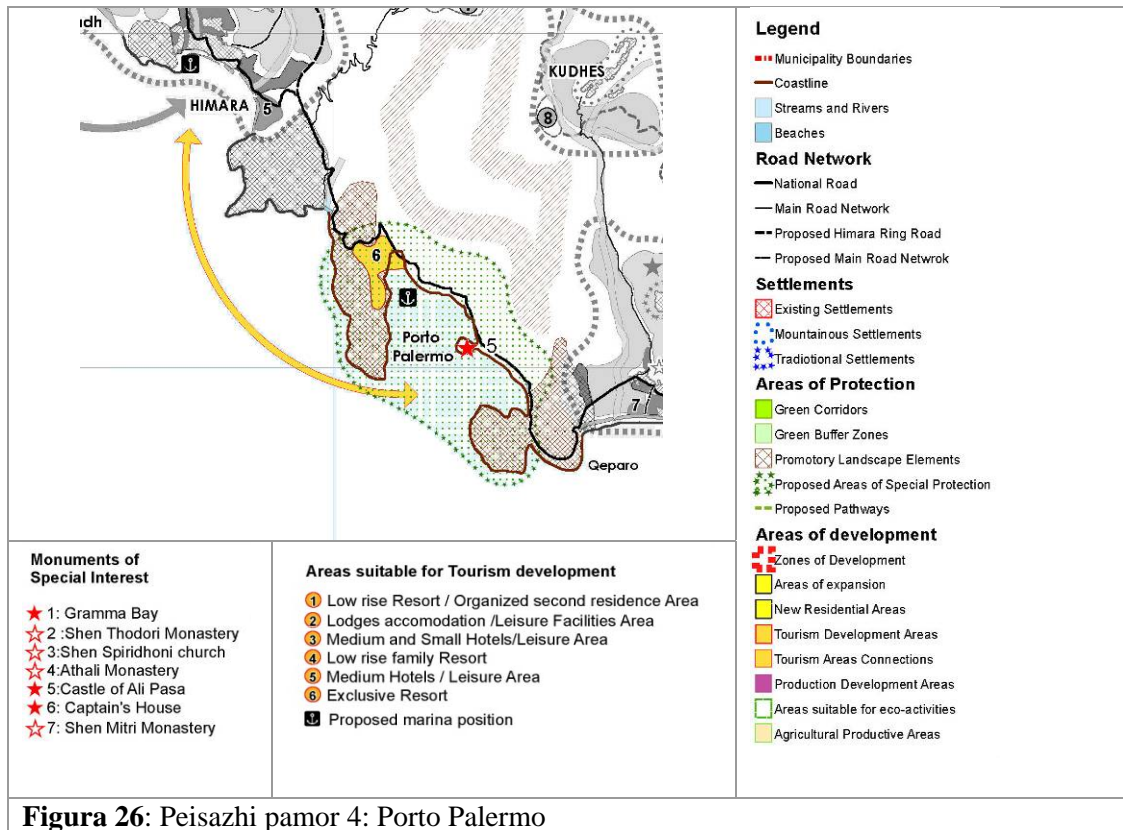 dh
HIMARA
5
KUDHES
8
6
Porto
Palermo
5
7
Qeparo
Legend
Municipality Boundaries
Coastline
Streams and Rivers
Beaches
Road Network
National Road
Main Road Network
Proposed Himara Ring Road
Proposed Main Road Netwrok
Settlements
Existing Settlements
Mountainous Settlements
Tradiotional Settlements
Areas of Protection
Green Corridors
Green Buffer Zones
Promotory Landscape Elements
Proposed Areas of Special Protection
Proposed Pathways
Areas of development
Zones of Development
Areas of expansion
New Residential Areas
Tourism Development Areas
Tourism Areas Connections
Production Development Areas
Areas suitable for eco-activities
Agricultural Productive Areas
Monuments of
Special Interest
1: Gramma Bay
2 :Shen Thodori Monastery
3:Shen Spiridhoni church
4:Athali Monastery
5:Castle of Ali Pasa
6: Captain's House
7: Shen Mitri Monastery
Areas suitable for Tourism development
1 Low rise Resort / Organized second residence Area
2 Lodges accomodation /Leisure Facilities Area
3 Medium and Small Hotels/Leisure Area
4 Low rise family Resort
5 Medium Hotels / Leisure Area
6 Exclusive Resort
Proposed marina position
Figura 26: Peisazhi pamor 4: Porto Palermo